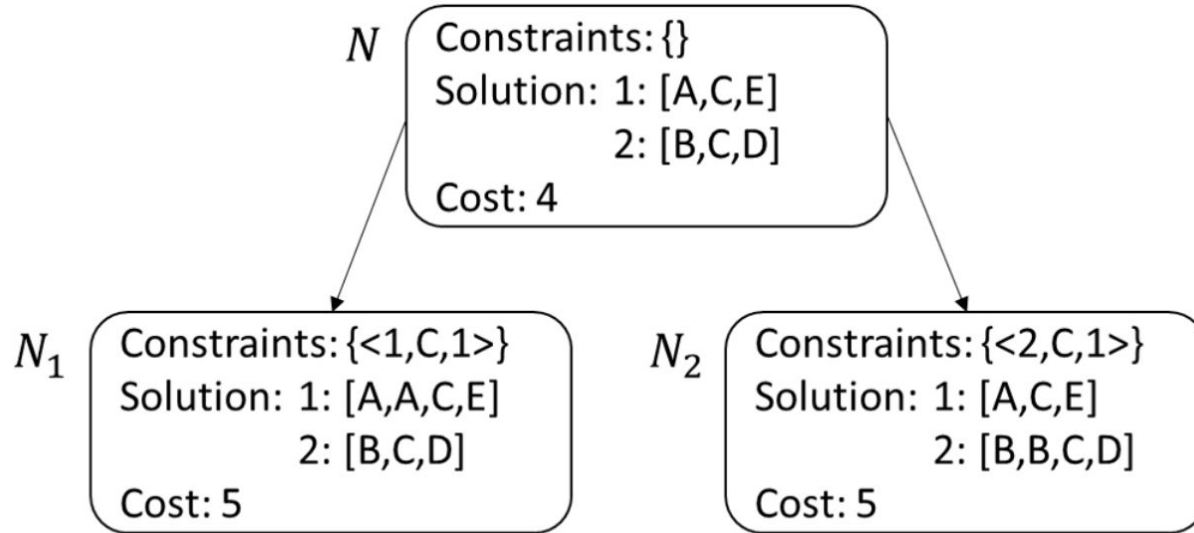 N
Constraints: {}
Solution: 1: [A,C,E]
2: [B,C,D]
Cost: 4
N₁
Constraints: {<1,C,1>}
Solution: 1: [A,A,C,E]
2: [B,C,D]
Cost: 5
N₂
Constraints: {<2,C,1>}
Solution: 1: [A,C,E]
2: [B,B,C,D]
Cost: 5